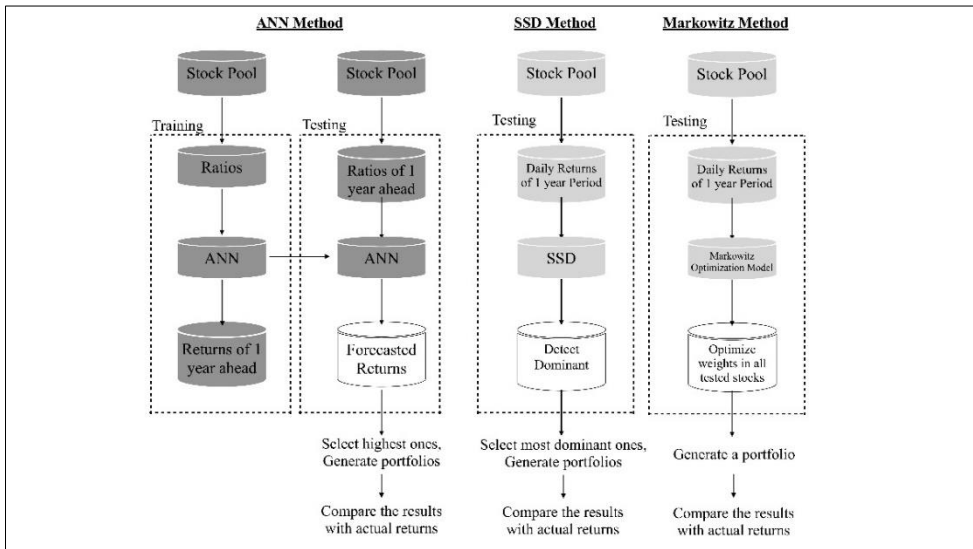 ANN Method
SSD Method
Markowitz Method
Stock Pool
Stock Pool
Stock Pool
Stock Pool
Training
Testing
Testing
Testing
Ratios
Ratios of 1
year ahead
Daily Returns
of 1 year Period
Daily Returns
of 1 year Period
ANN
ANN
SSD
Markowitz
Optimization Model
Returns of 1
year ahead
Forecasted
Returns
Detect
Dominant
Optimize
weights in all
tested stocks
Select highest ones,
Generate portfolios
Select most dominant ones,
Generate portfolios
Generate a portfolio
Compare the results
with actual returns
Compare the results
with actual returns
Compare the results
with actual returns